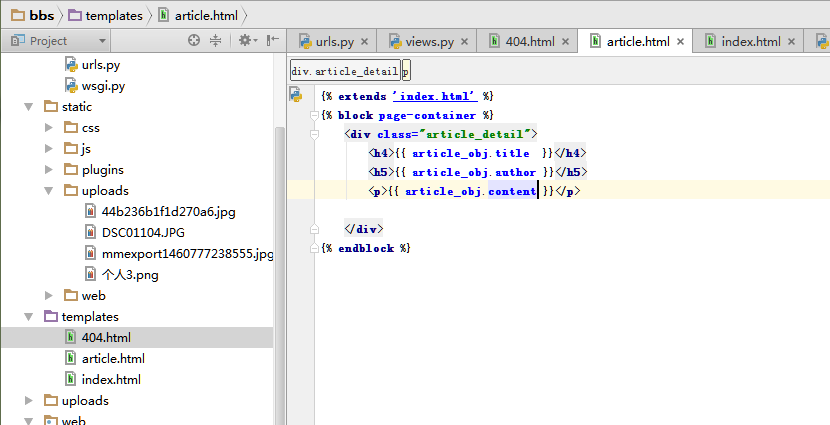 bbs templates article.html
Project urls.py views.py 404.html article.html index.html
div.article_detail p
urls.py
wsgi.py
static
css
js
plugins
uploads
44b236b1f1d270a6.jpg
DSC01104.JPG
mmexport1460777238555.jpg
个人3.png
web
templates
404.html
article.html
index.html
uploads
web
{% extends 'index.html' %}
{% block page-container %}
<div class="article_detail">
<h4>{{ article_obj.title }}</h4>
<h5>{{ article_obj.author }}</h5>
<p>{{ article_obj.content }}</p>
</div>
{% endblock %}